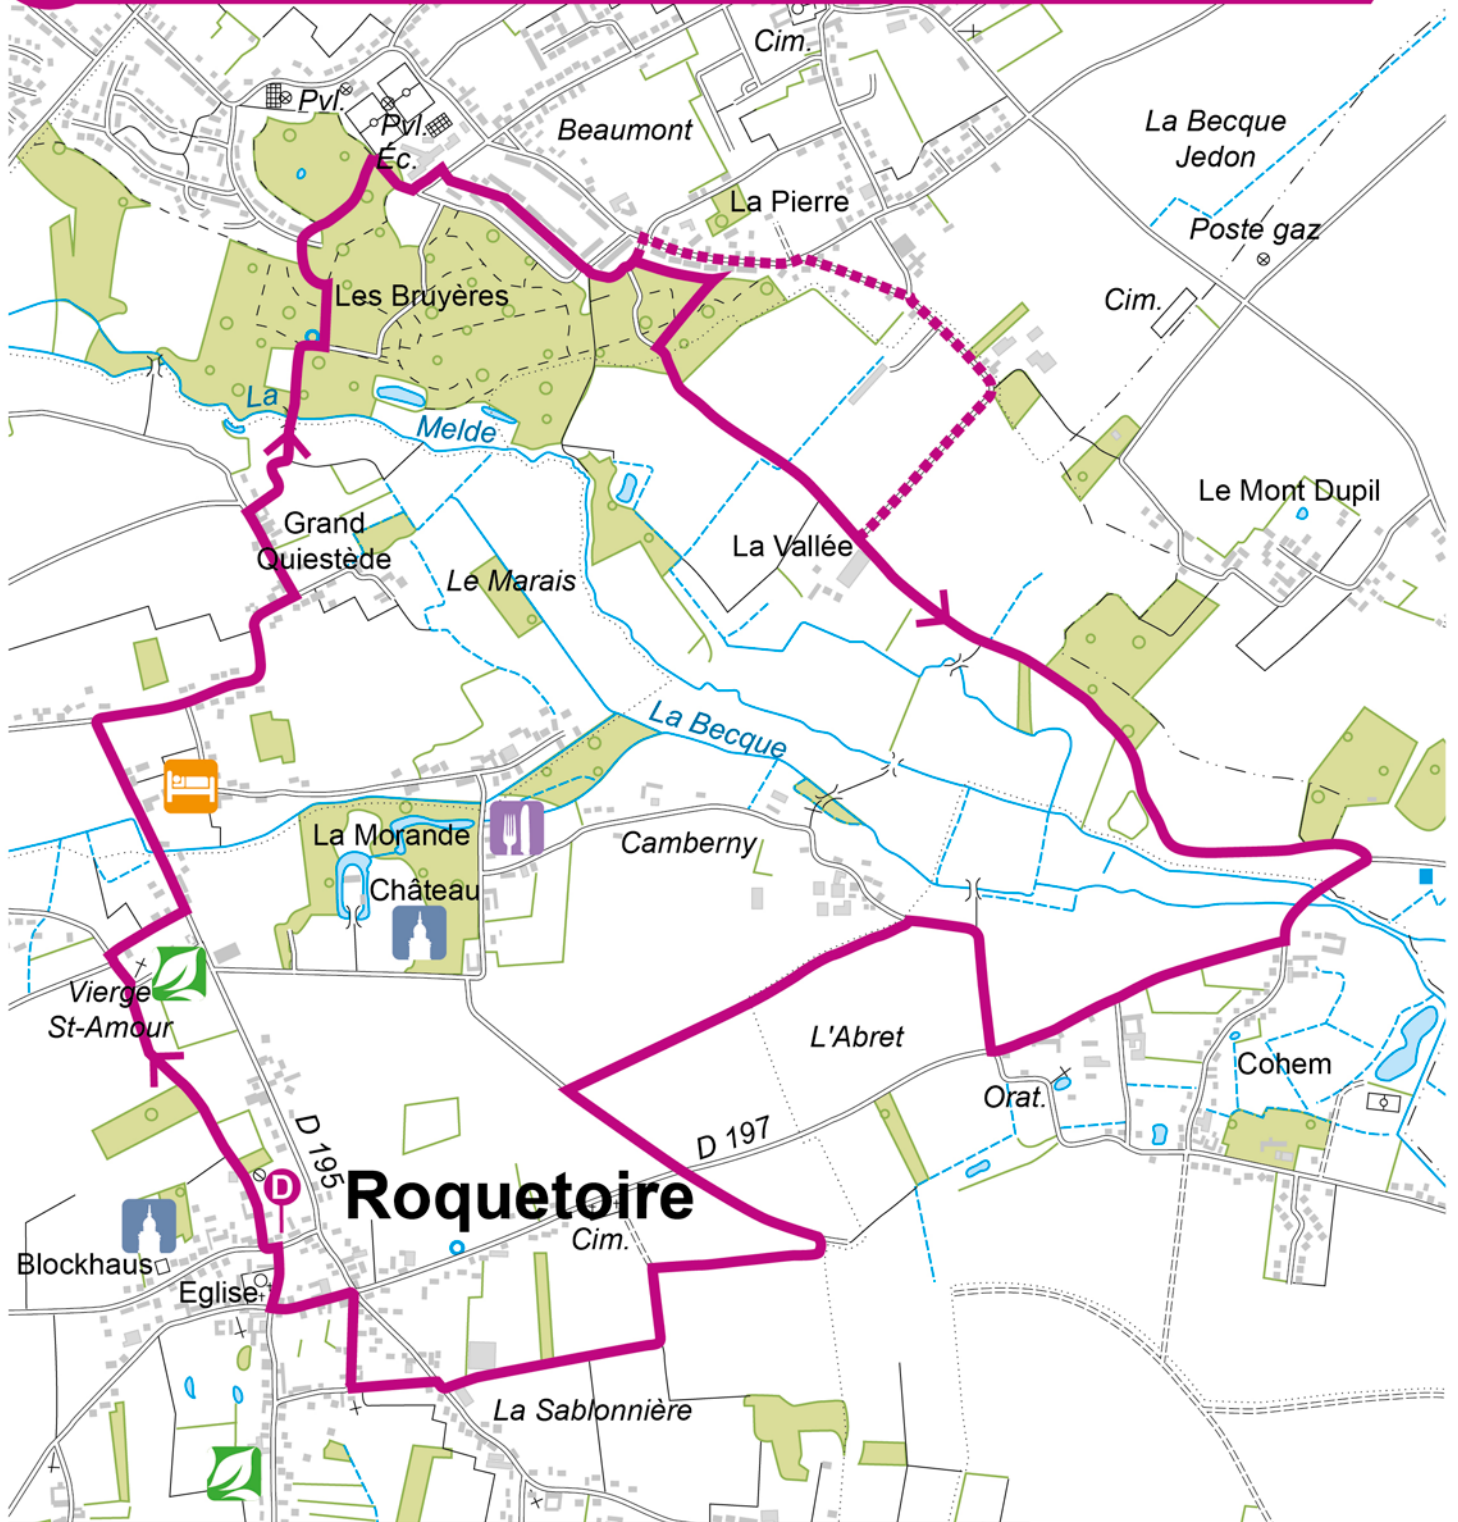 Cim.
Pvl.
Pvl.
Éc.
Beaumont
La Becque
Jedon
La Pierre
Poste gaz
Les Bruyères
Cim.
La
Melde
Le Mont Dupil
Grand
Quiestède
La Vallée
Le Marais
La Becque
La Morande
Camberny
Château
Vierge
St-Amour
L'Abret
Cohem
Orat.
D 195
D 197
D
Roquetoire
Cim.
Blockhaus
Eglise
La Sablonnière